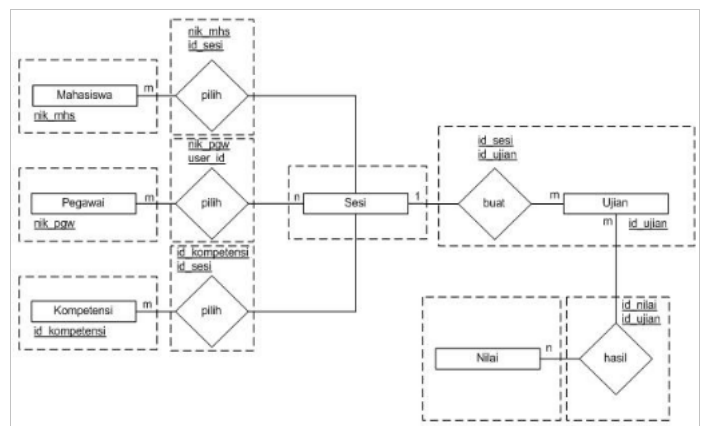 nik_mhs
id_sesi
Mahasiswa
m
pilih
nik_mhs
nik_pgw
user_id
Pegawai
m
pilih
n
Sesi
1
nik_pgw
id_sesi
id_ujian
buat
m
Ujian
m
id_ujian
id_kompetensi
id_sesi
Kompetensi
m
pilih
id_kompetensi
id_nilai
id_ujian
Nilai
n
hasil